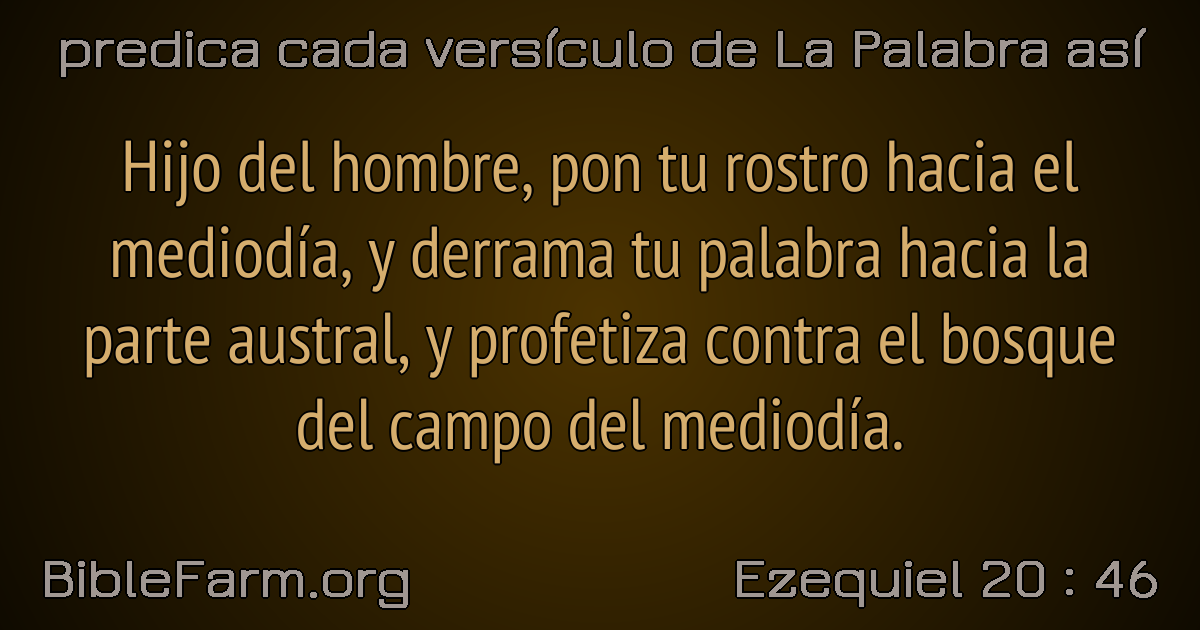 predica cada versículo de La Palabra así
Hijo del hombre, pon tu rostro hacia el
mediodía, y derrama tu palabra hacia la
parte austral, y profetiza contra el bosque
del campo del mediodía.
BibleFarm.org
Ezequiel 20 : 46